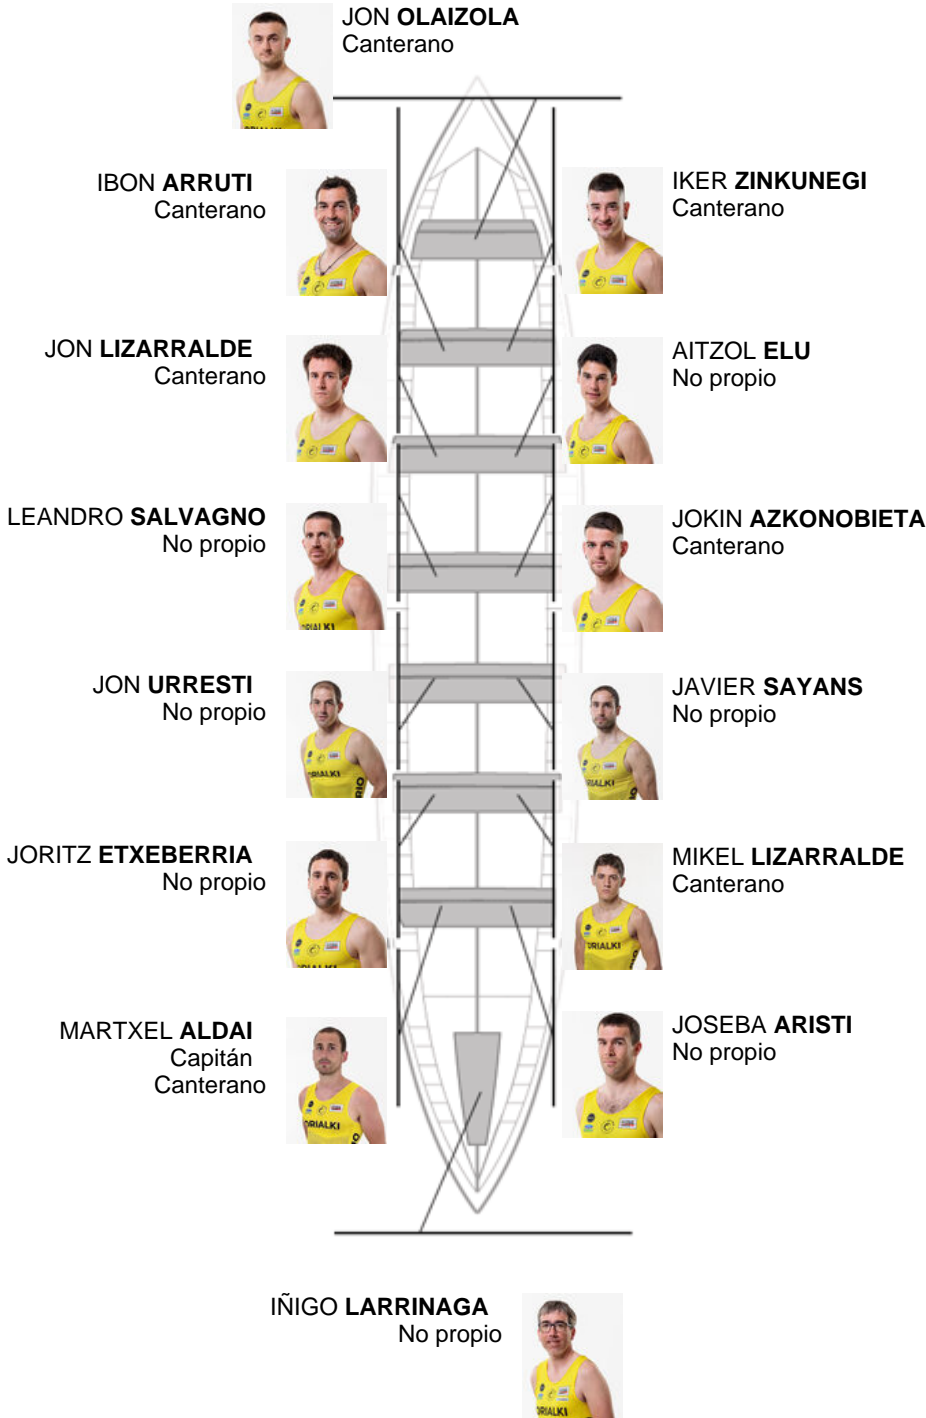 JON OLAIZOLA
Canterano
IBON ARRUTI
Canterano
IKER ZINKUNEGI
Canterano
JON LIZARRALDE
Canterano
AITZOL ELU
No propio
LEANDRO SALVAGNO
No propio
JOKIN AZKONOBIETA
Canterano
JON URRESTI
No propio
JAVIER SAYANS
No propio
JORITZ ETXEBERRIA
No propio
MIKEL LIZARRALDE
Canterano
MARTXEL ALDAI
Capitán
Canterano
JOSEBA ARISTI
No propio
IÑIGO LARRINAGA
No propio